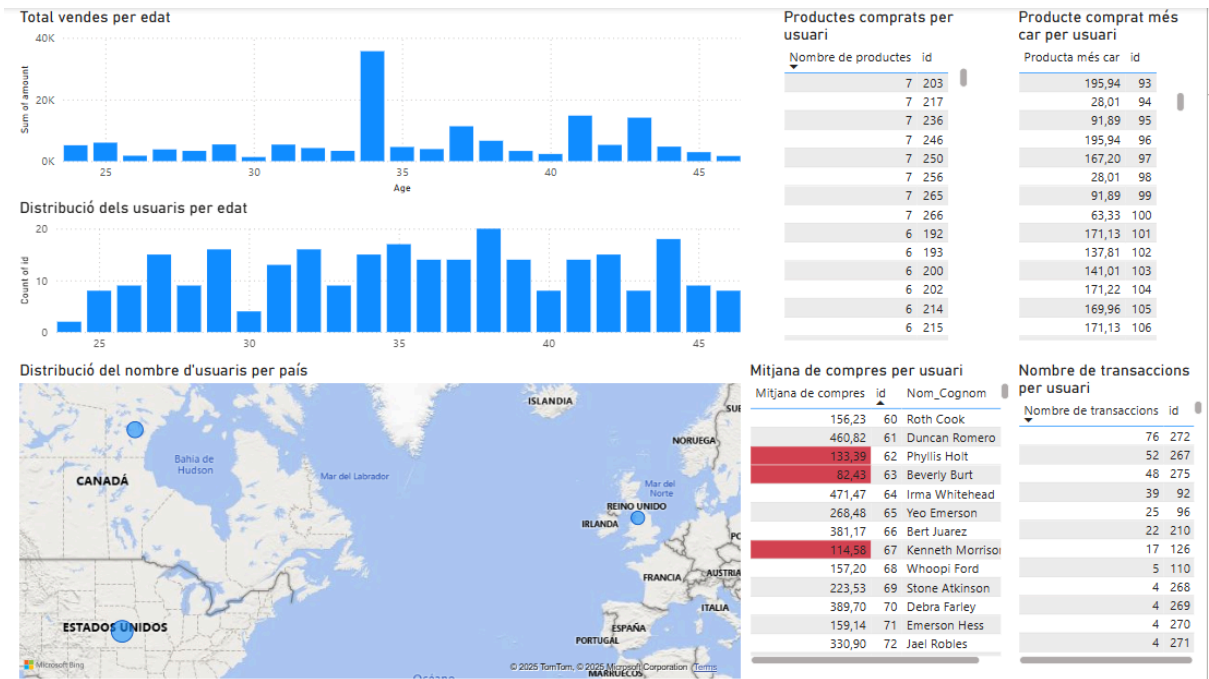 Total vendes per edat
40K
20K
0K
Sum of amount
25 30 35 40 45
Age
Distribució dels usuaris per edat
20
10
0
Count of id
25 30 35 40 45
Distribució del nombre d'usuaris per país
ISLANDIA
SUE
NORUEGA
Bahia de
Hudson
CANADÁ
Mar del Labrador
Mar del
Norte
REINO UNIDO
IRLANDA
PO
FRANCIA
AUSTRIA
ITALIA
ESTADOS UNIDOS
ESPAÑA
PORTUGAL
Microsoft Bing
© 2025 TomTom, © 2025 Microsoft Corporation Terms
Océano
MARRUECOS
Productes comprats per
usuari
Nombre de productes id
7 203
7 217
7 236
7 246
7 250
7 256
7 265
7 266
6 192
6 193
6 200
6 202
6 214
6 215
Producte comprat més
car per usuari
Producta més car id
195,94 93
28,01 94
91,89 95
195,94 96
167,20 97
28,01 98
91,89 99
63,33 100
171,13 101
137,81 102
141,01 103
171,22 104
169,96 105
171,13 106
Mitjana de compres per usuari
Mitjana de compres id Nom_Cognom
156,23 60 Roth Cook
460,82 61 Duncan Romero
133,39 62 Phyllis Holt
82,43 63 Beverly Burt
471,47 64 Irma Whitehead
268,48 65 Yeo Emerson
381,17 66 Bert Juarez
114,58 67 Kenneth Morrison
157,20 68 Whoopi Ford
223,53 69 Stone Atkinson
389,70 70 Debra Farley
159,14 71 Emerson Hess
330,90 72 Jael Robles
Nombre de transaccions
per usuari
Nombre de transaccions id
76 272
52 267
48 275
39 92
25 96
22 210
17 126
5 110
4 268
4 269
4 270
4 271